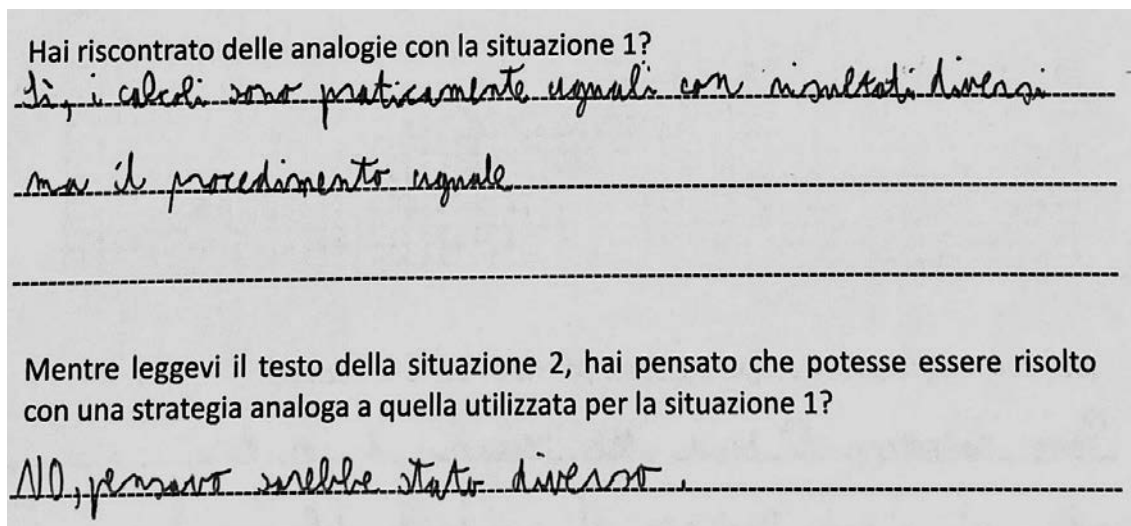 Hai riscontrato delle analogie con la situazione 1?
Sì, i calcoli sono praticamente uguali con risultati diversi
ma il procedimento uguale
Mentre leggevi il testo della situazione 2, hai pensato che potesse essere risolto
con una strategia analoga a quella utilizzata per la situazione 1?
NO, pensavo sarebbe stato diverso.